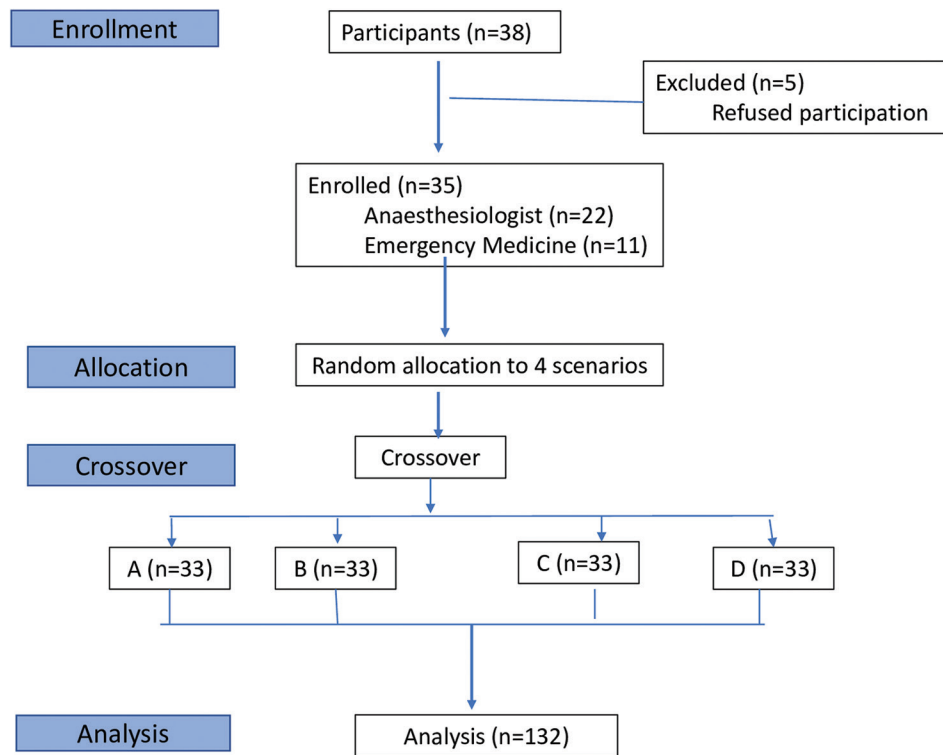 Enrollment
Participants (n=38)
Excluded (n=5)
Refused participation
Enrolled (n=35)
Anaesthesiologist (n=22)
Emergency Medicine (n=11)
Allocation
Random allocation to 4 scenarios
Crossover
Crossover
A (n=33)
B (n=33)
C (n=33)
D (n=33)
Analysis
Analysis (n=132)